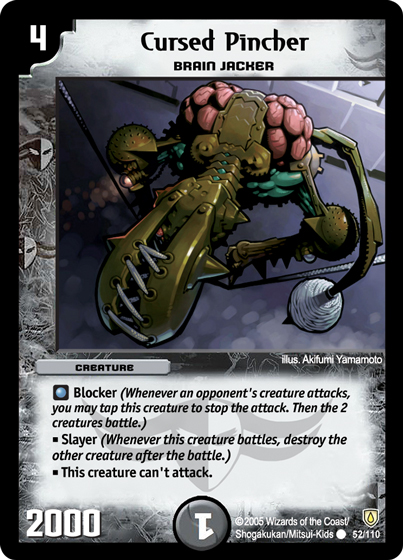 4
Cursed Pincher
BRAIN JACKER
illus. Akifumi Yamamoto
CREATURE
Blocker (Whenever an opponent's creature attacks,
you may tap this creature to stop the attack. Then the 2
creatures battle.)
▪ Slayer (Whenever this creature battles, destroy the
other creature after the battle.)
▪ This creature can't attack.
2000
1
©2005 Wizards of the Coast/
Shogakukan/Mitsui-Kids ● 52/110